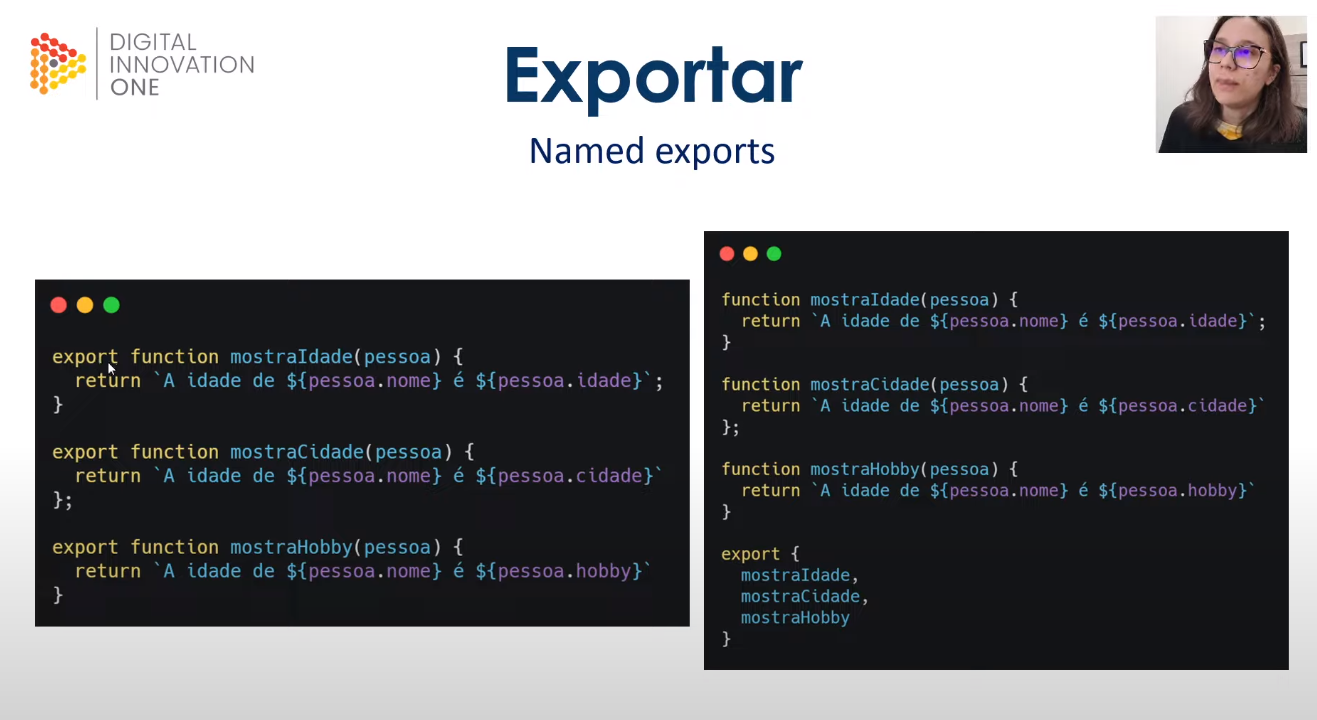 DIGITAL
INNOVATION
ONE
Exportar
Named exports
export function mostraIdade(pessoa) {
  return `A idade de ${pessoa.nome} é ${pessoa.idade}`;
}
export function mostraCidade(pessoa) {
  return `A idade de ${pessoa.nome} é ${pessoa.cidade}`
};
export function mostraHobby(pessoa) {
  return `A idade de ${pessoa.nome} é ${pessoa.hobby}`
}
function mostraIdade(pessoa) {
  return `A idade de ${pessoa.nome} é ${pessoa.idade}`;
}
function mostraCidade(pessoa) {
  return `A idade de ${pessoa.nome} é ${pessoa.cidade}`
};
function mostraHobby(pessoa) {
  return `A idade de ${pessoa.nome} é ${pessoa.hobby}`
}
export {
  mostraIdade,
  mostraCidade,
  mostraHobby
}